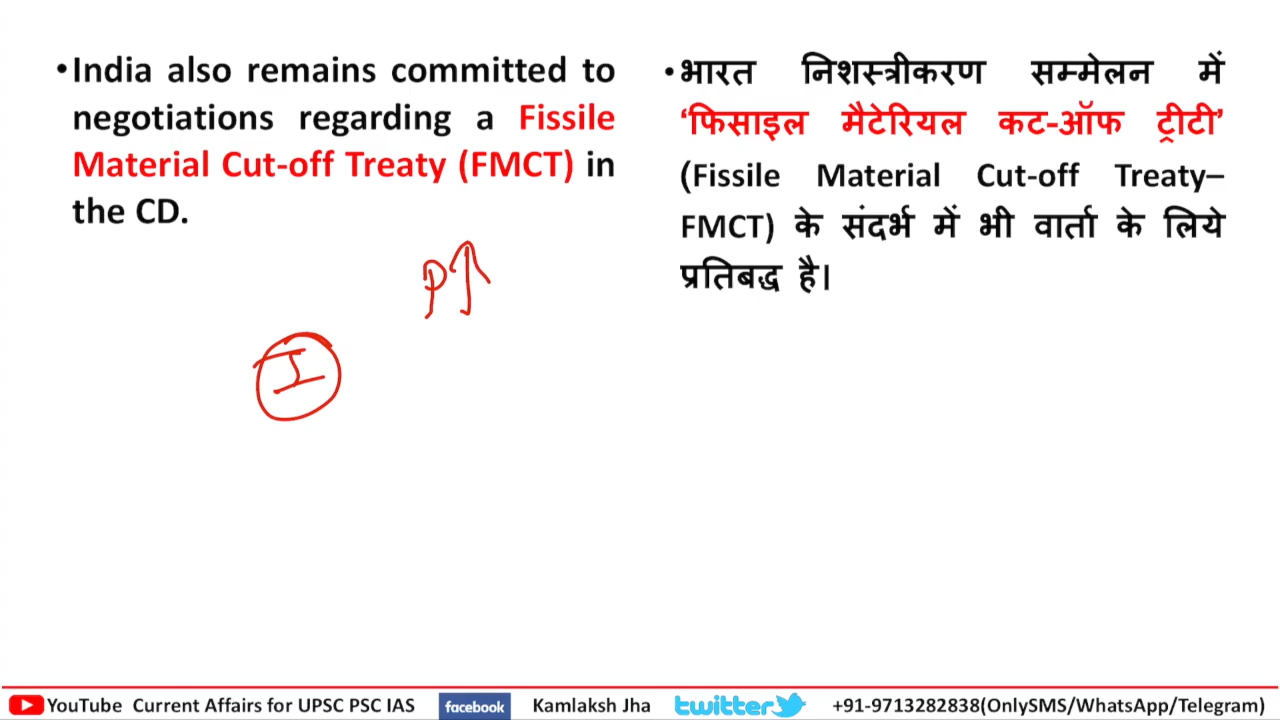 •India also remains committed to
negotiations regarding a Fissile
Material Cut-off Treaty (FMCT) in
the CD.
•भारत निशस्त्रीकरण सम्मेलन में
‘फिसाइल मैटेरियल कट-ऑफ ट्रीटी’
(Fissile Material Cut-off Treaty–
FMCT) के संदर्भ में भी वार्ता के लिये
प्रतिबद्ध है।
P↑
I
YouTube Current Affairs for UPSC PSC IAS facebook Kamlaksh Jha twitter +91-9713282838(OnlySMS/WhatsApp/Telegram)